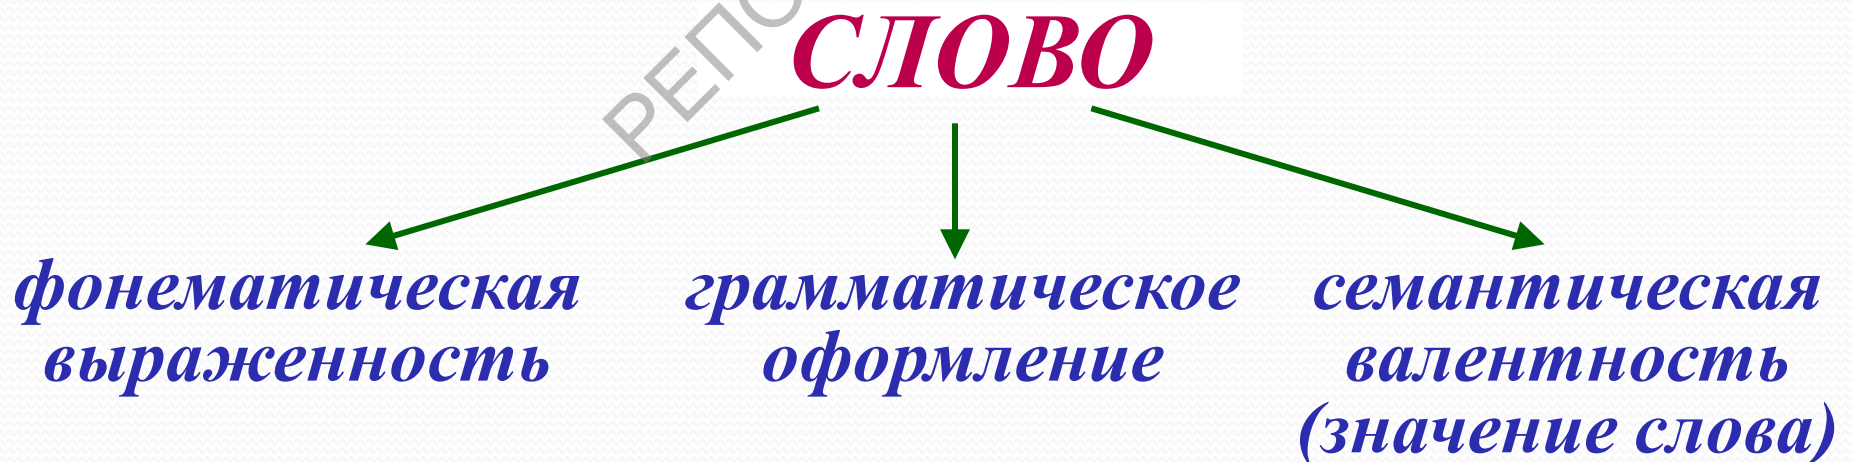 СЛОВО
фонематическая
выраженность
грамматическое
оформление
семантическая
валентность
(значение слова)